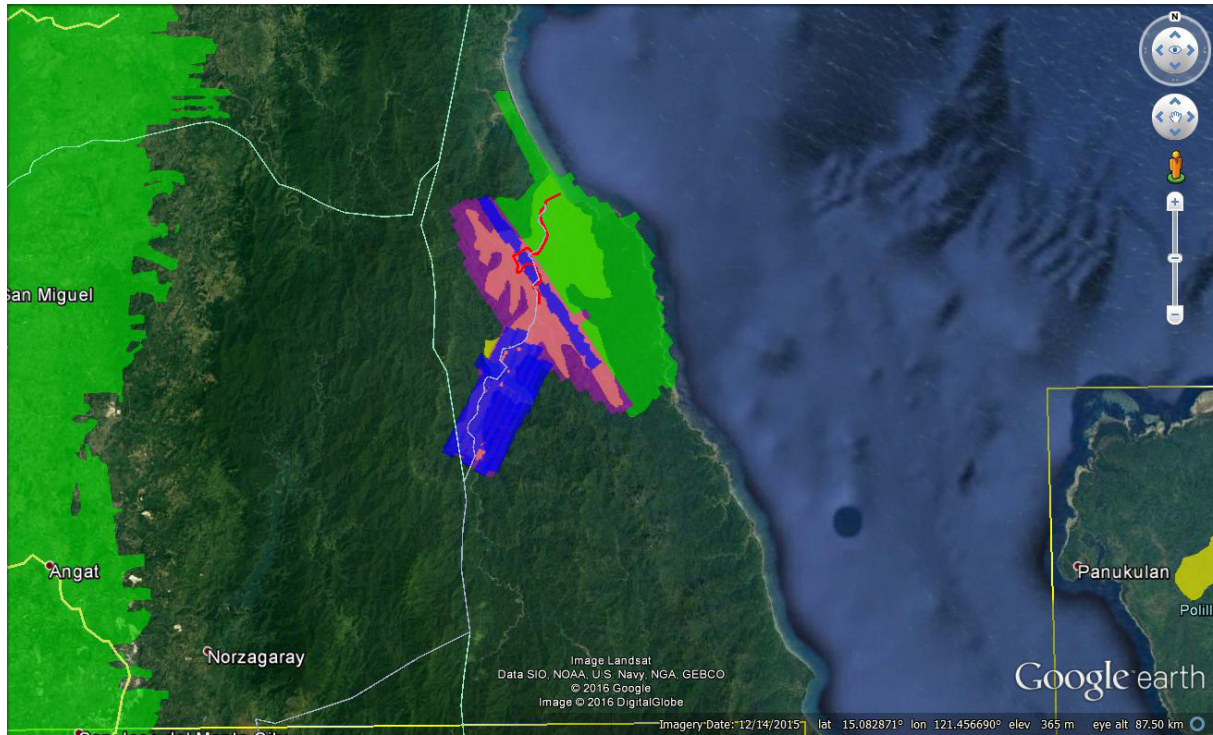 N
San Miguel
Angat
Panukulan
Norzagaray
Image Landsat
Data SIO, NOAA, U.S. Navy, NGA, GEBCO
© 2016 Google
Image © 2016 DigitalGlobe
Google earth
Imagery Date: 12/14/2015 lat 15.082871° lon 121.456690° elev 365 m eye alt 87.50 km